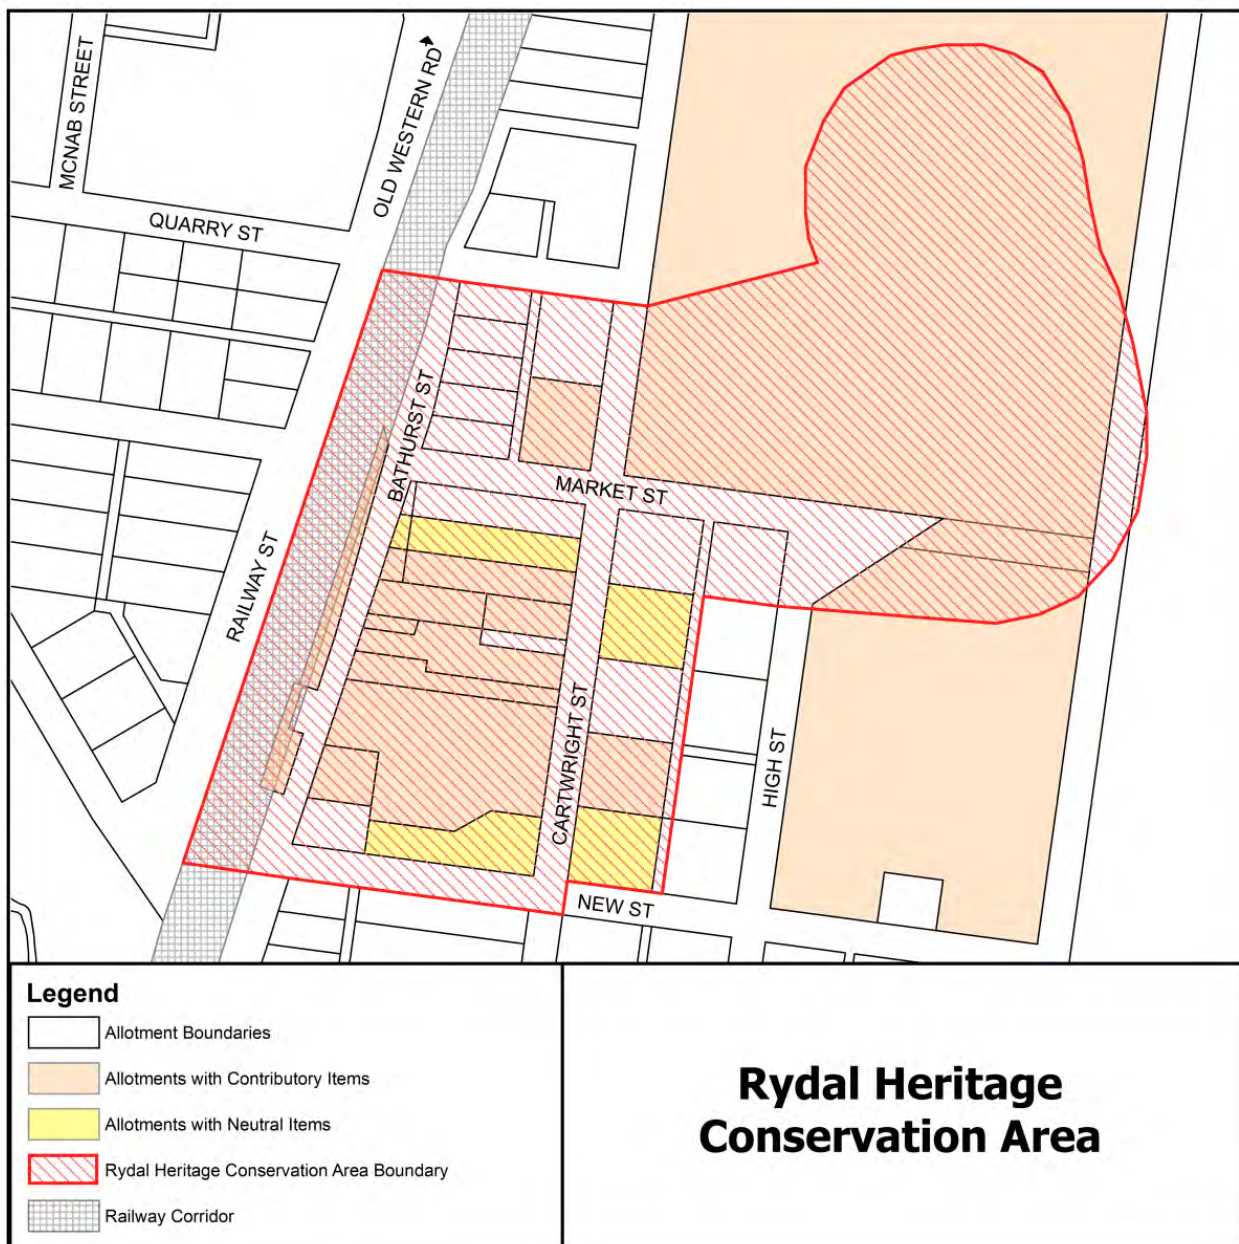 MCNAB STREET
OLD WESTERN RD
QUARRY ST
BATHURST ST
MARKET ST
RAILWAY ST
CARTWRIGHT ST
HIGH ST
NEW ST
Legend
Allotment Boundaries
Allotments with Contributory Items
Allotments with Neutral Items
Rydal Heritage Conservation Area Boundary
Railway Corridor
Rydal Heritage
Conservation Area